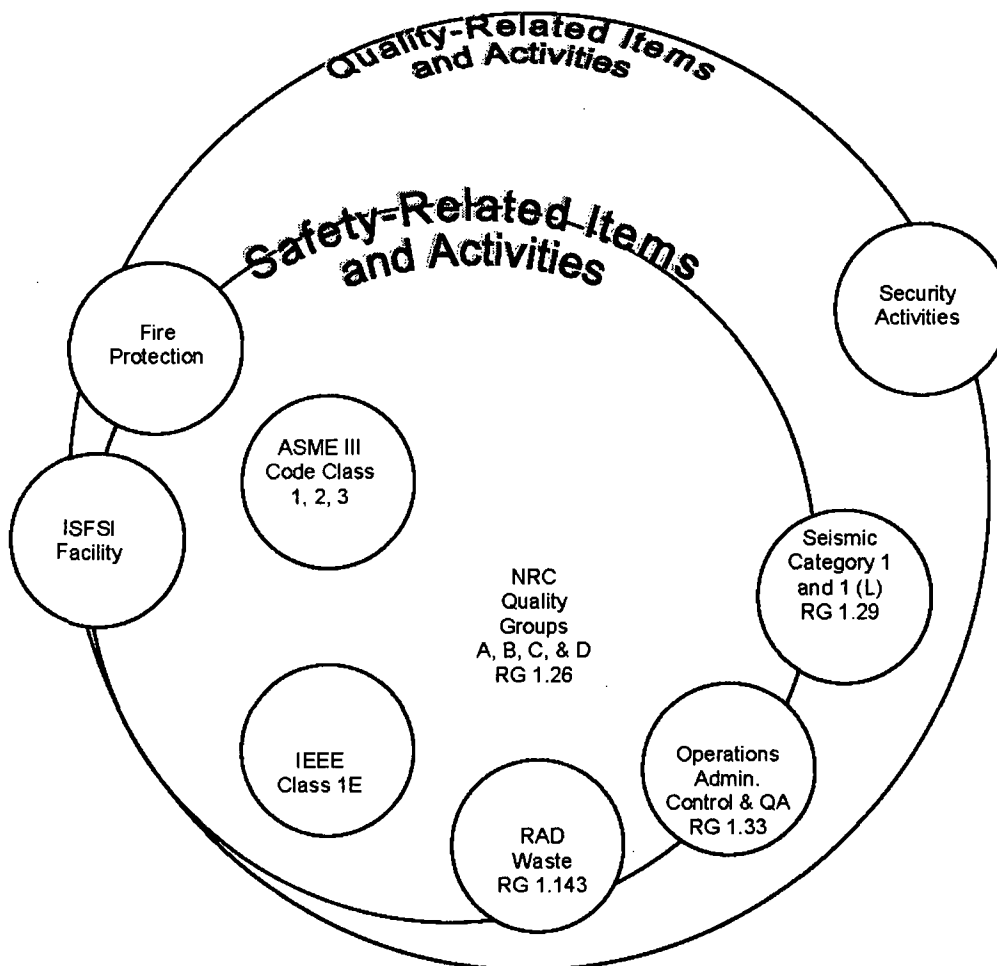 Quality-Related Items
and Activities
Safety-Related Items
and Activities
Security
Activities
Fire
Protection
ASME III
Code Class
1, 2, 3
ISFSI
Facility
Seismic
Category 1
and 1 (L)
RG 1.29
NRC
Quality
Groups
A, B, C, & D
RG 1.26
IEEE
Class 1E
Operations
Admin.
Control & QA
RG 1.33
RAD
Waste
RG 1.143